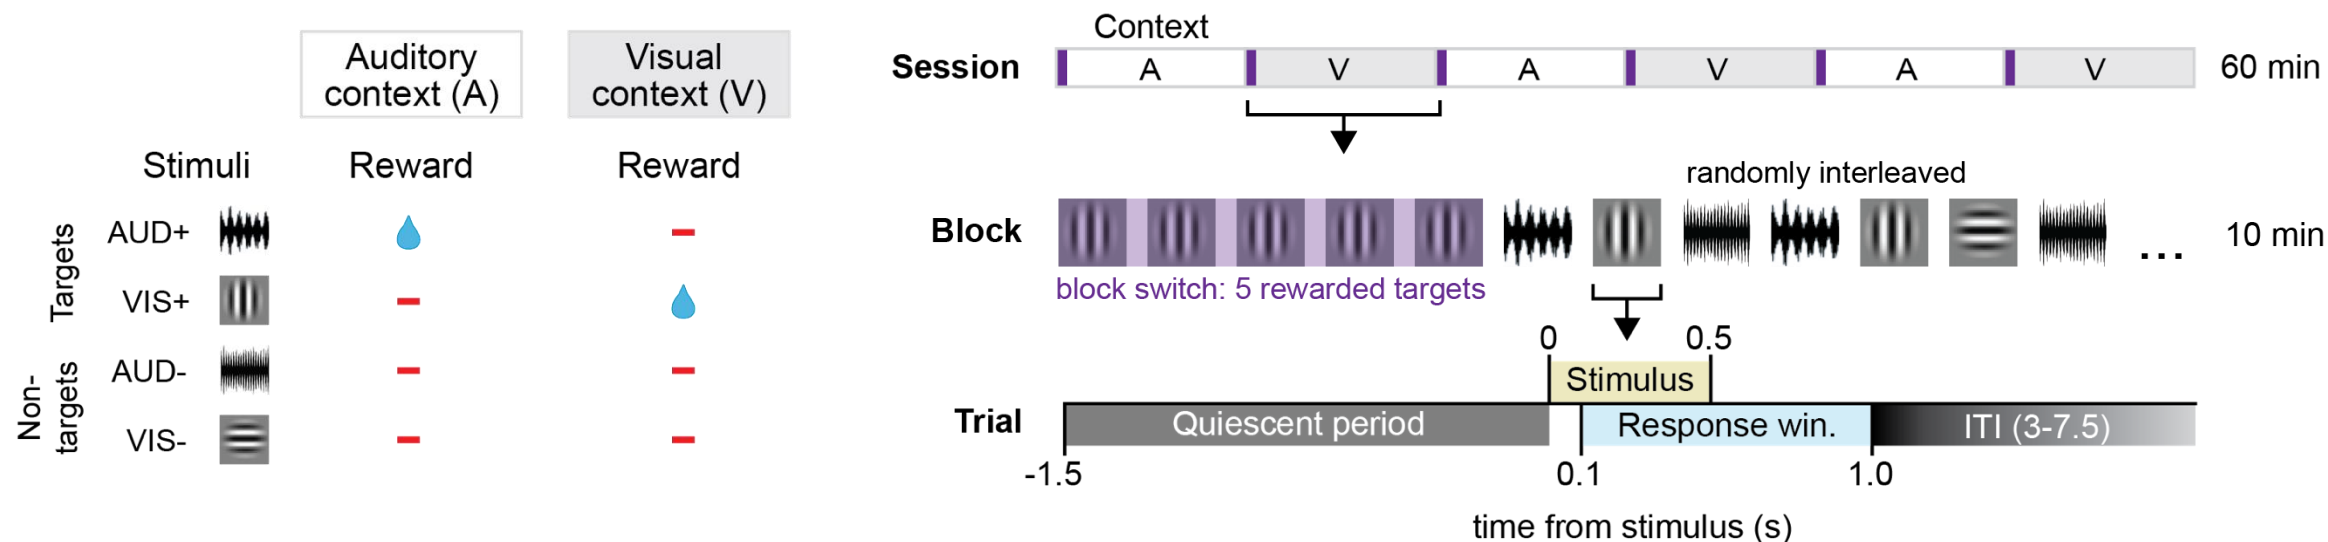 Auditory
context (A)
Visual
context (V)
Stimuli
Reward
Reward
Targets
AUD+
VIS+
Non-
targets
AUD-
VIS-
Context
Session
A
V
A
V
A
V
60 min
randomly interleaved
Block
...
10 min
block switch: 5 rewarded targets
0
0.5
Stimulus
Trial
Quiescent period
Response win.
ITI (3-7.5)
-1.5
0.1
1.0
time from stimulus (s)